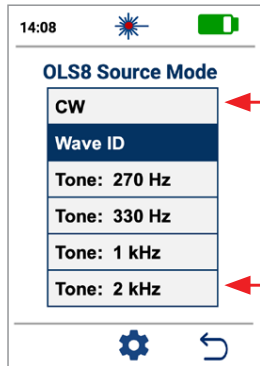 14:08
OLS8 Source Mode
CW
Wave ID
Tone: 270 Hz
Tone: 330 Hz
Tone: 1 kHz
Tone: 2 kHz